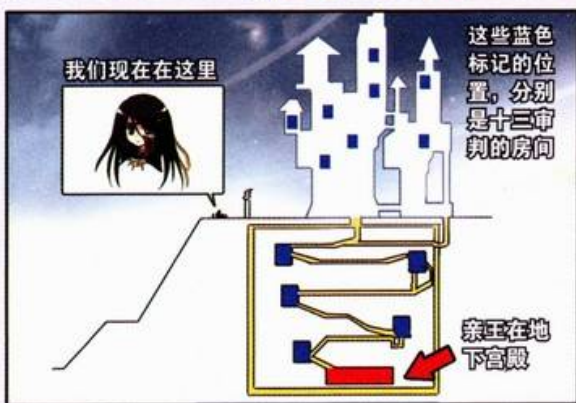 我们现在在这里
这些蓝色
标记的位
置，分别
是十三审
判的房间
亲王在地
下宫殿